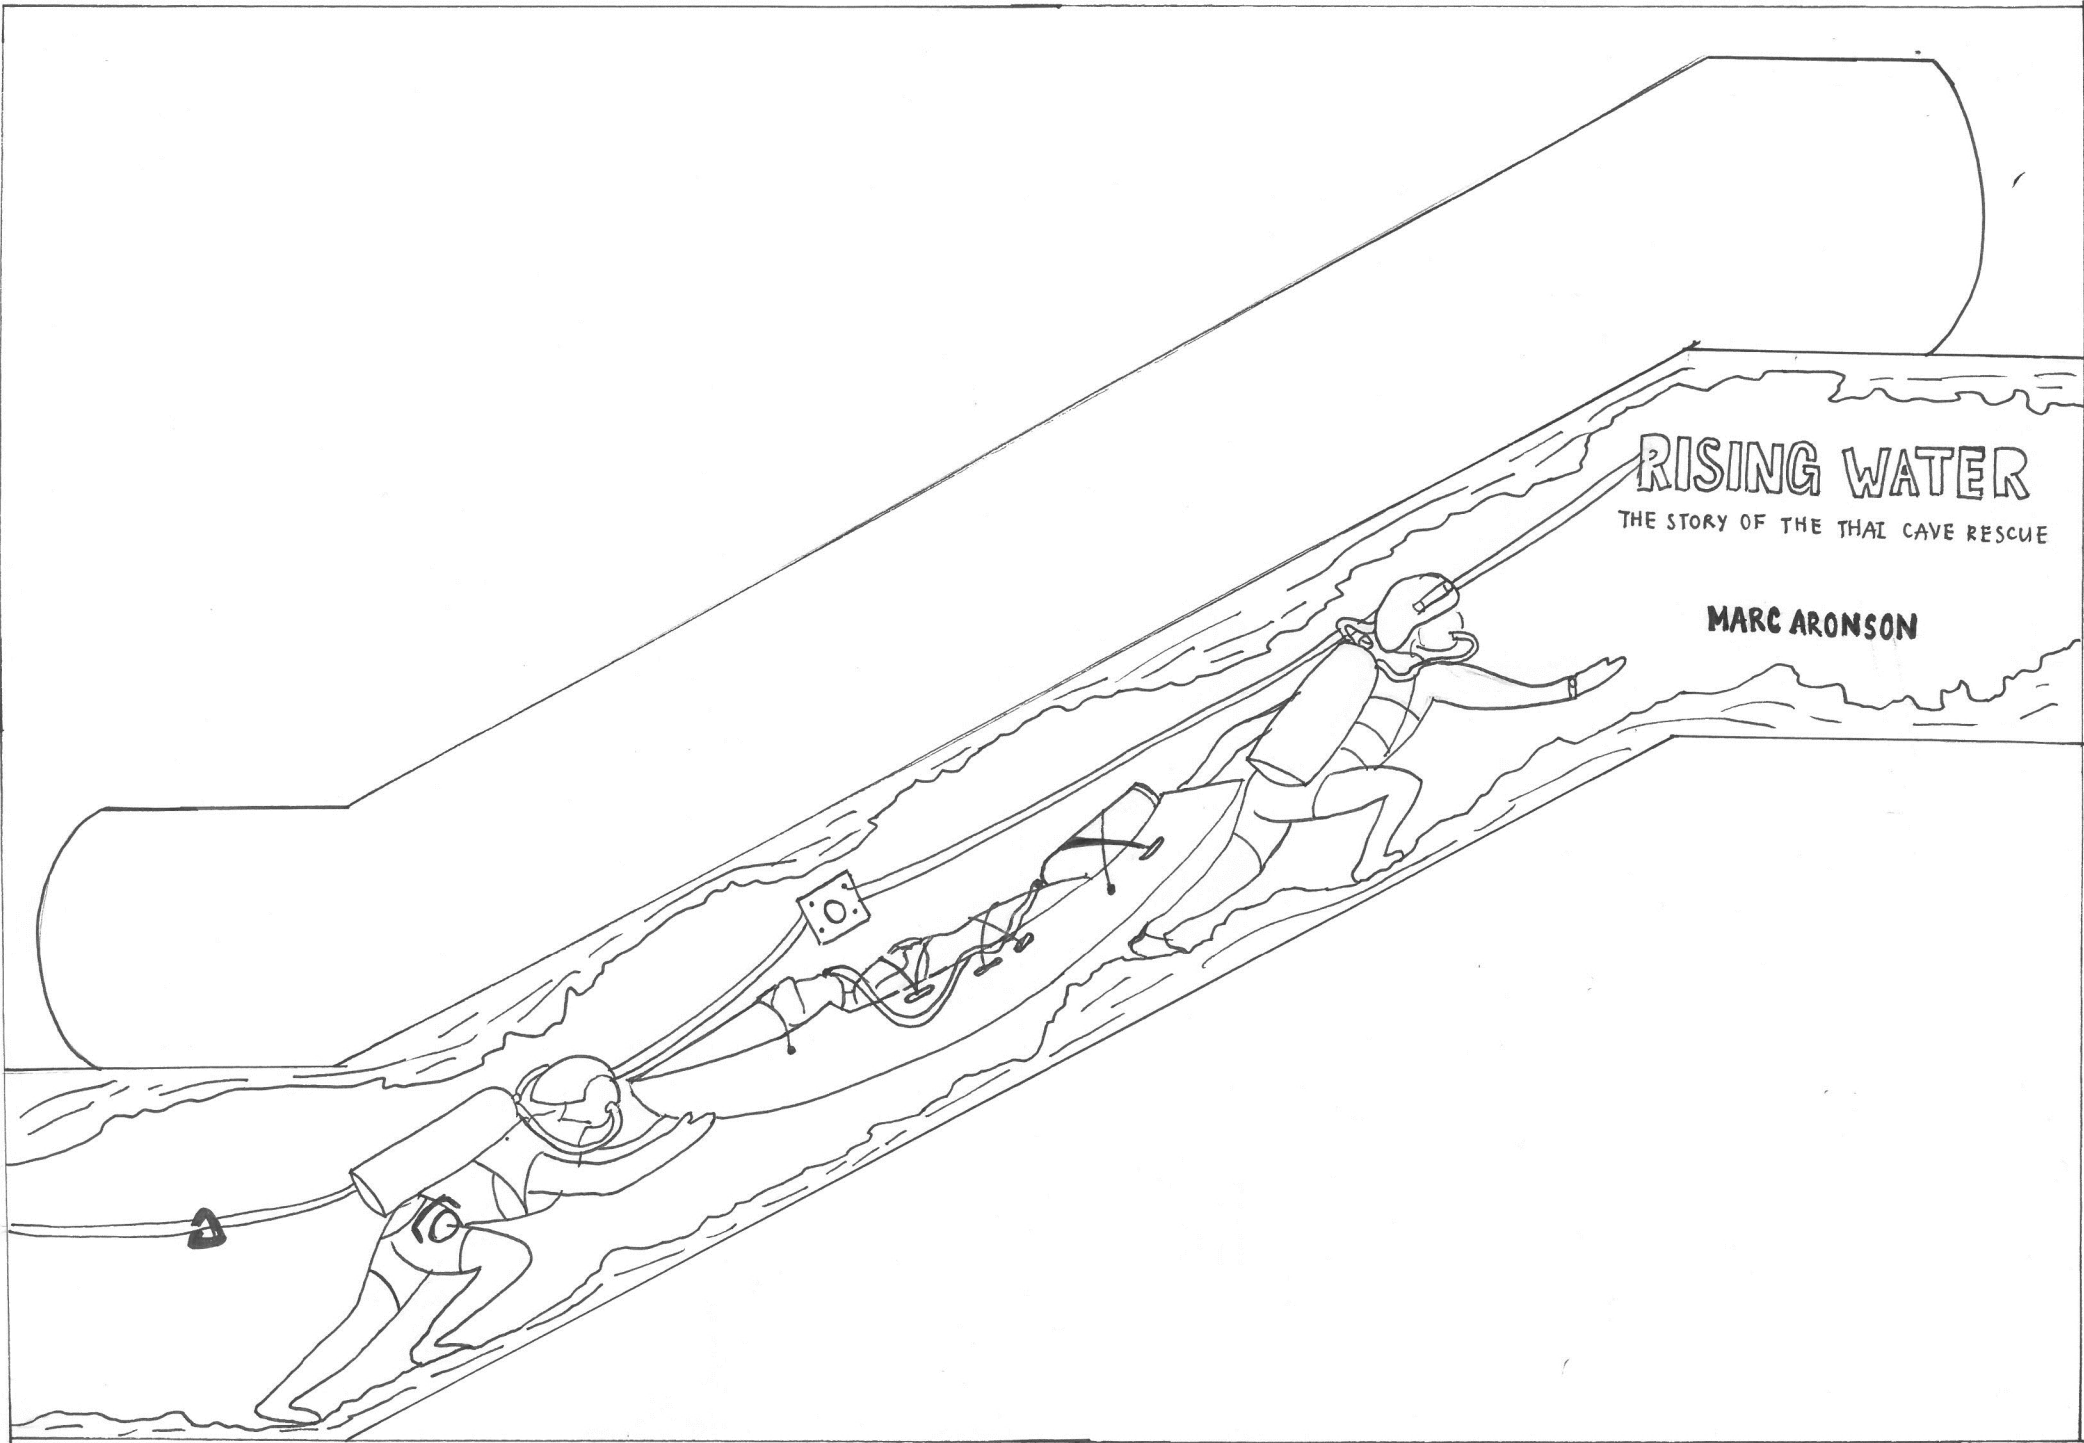 RISING WATER
THE STORY OF THE THAI CAVE RESCUE
MARC ARONSON